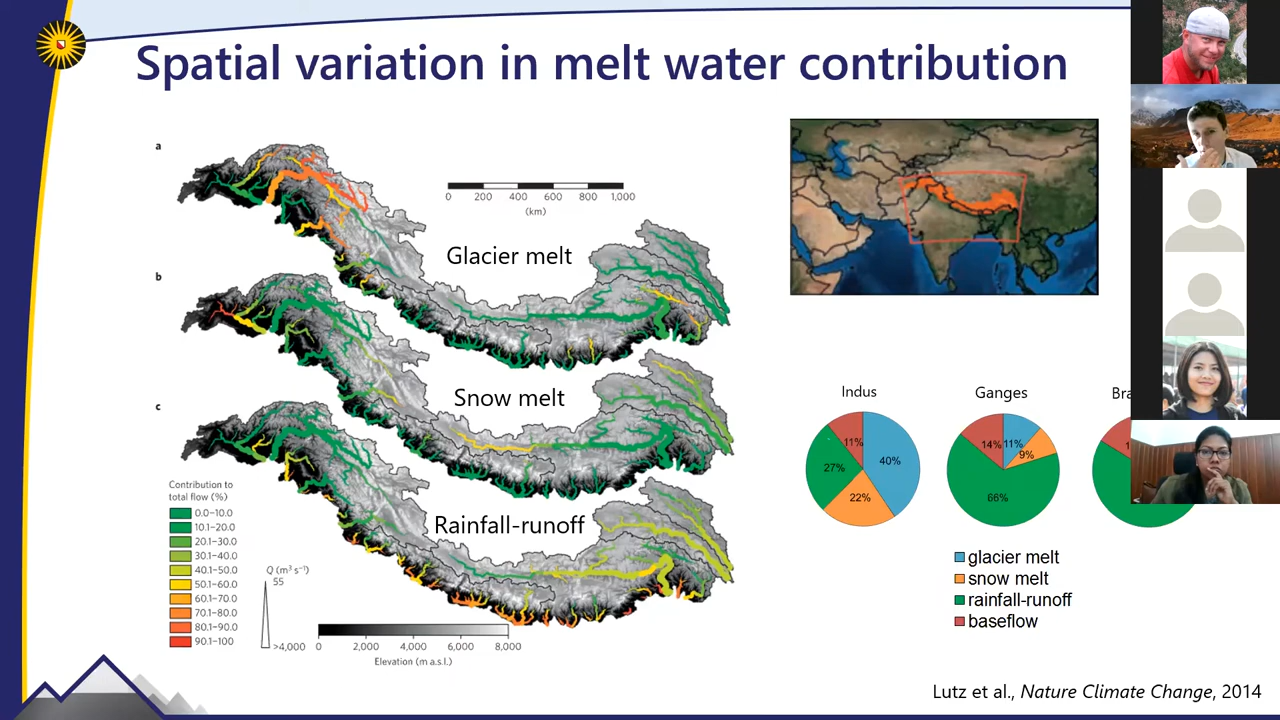 Spatial variation in melt water contribution
a
0 200 400 600 800 1,000
(km)
Glacier melt
b
Snow melt
c
Rainfall-runoff
Contribution to
total flow (%)
0.0–10.0
10.1–20.0
20.1–30.0
30.1–40.0
40.1–50.0
50.1–60.0
60.1–70.0
70.1–80.0
80.1–90.0
90.1–100
Q (m³ s⁻¹)
55
>4,000
0 2,000 4,000 6,000 8,000
Elevation (m a.s.l.)
Indus
Ganges
Bra
11%
40%
27%
22%
14%
11%
9%
66%
1
glacier melt
snow melt
rainfall-runoff
baseflow
Lutz et al., Nature Climate Change, 2014